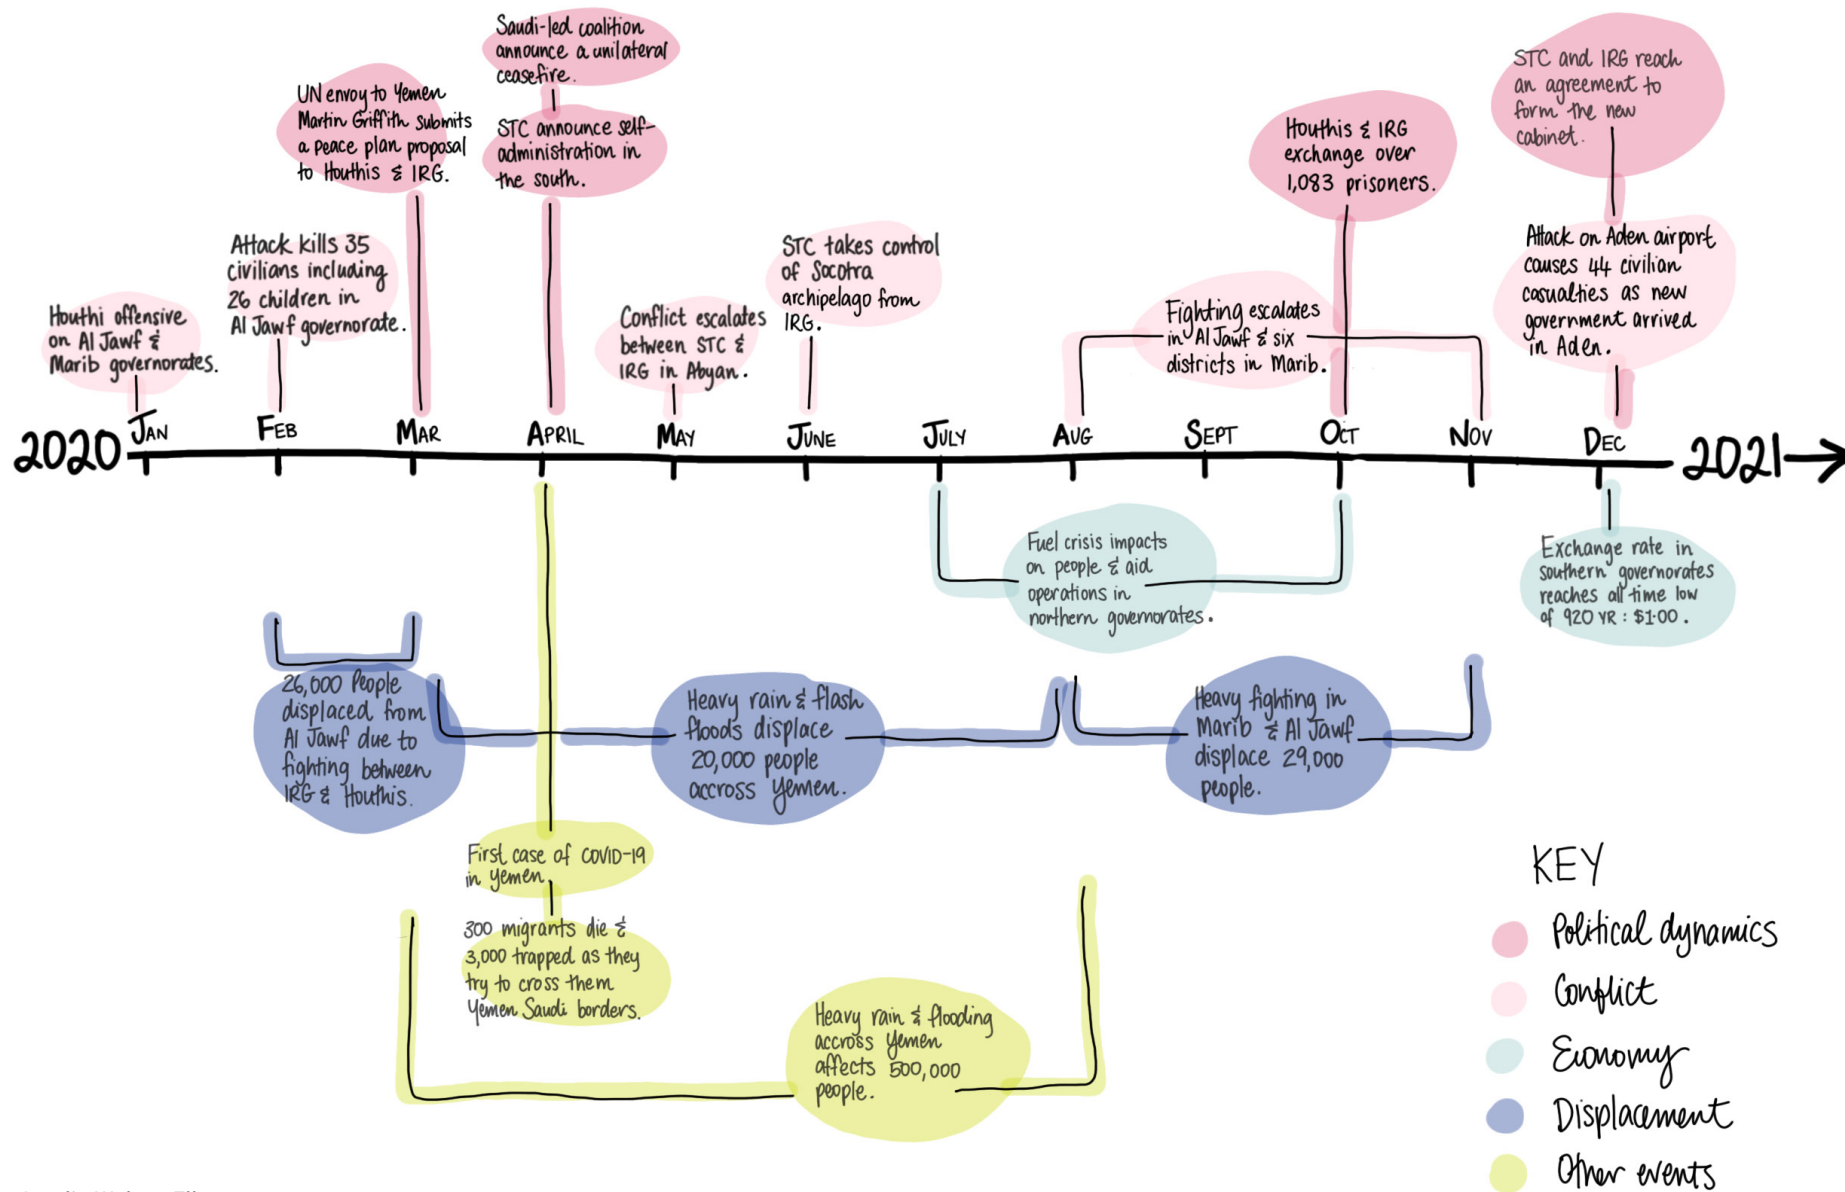 Saudi-led coalition
announce a unilateral
ceasefire.
STC announce self-
administration in
the south.
UN envoy to Yemen
Martin Griffith submits
a peace plan proposal
to Houthis & IRG.
STC and IRG reach
an agreement to
form the new
cabinet.
Houthis & IRG
exchange over
1,083 prisoners.
Attack kills 35
civilians including
26 children in
Al Jawf governorate.
STC takes control
of Socotra
archipelago from
IRG.
Attack on Aden airport
causes 44 civilian
casualties as new
government arrived
in Aden.
Houthi offensive
on Al Jawf &
Marib governorates.
Conflict escalates
between STC &
IRG in Abyan.
Fighting escalates
in Al Jawf & six
districts in Marib.
2020 JAN FEB MAR APRIL MAY JUNE JULY AUG SEPT OCT NOV DEC 2021
Fuel crisis impacts
on people & aid
operations in
northern governorates.
Exchange rate in
southern governorates
reaches all time low
of 920 YR : $1.00.
26,000 People
displaced from
Al Jawf due to
fighting between
IRG & Houthis.
Heavy rain & flash
floods displace
20,000 people
accross Yemen.
Heavy fighting in
Marib & Al Jawf
displace 29,000
people.
First case of COVID-19
in Yemen.
300 migrants die &
3,000 trapped as they
try to cross them
Yemen Saudi borders.
Heavy rain & flooding
accross Yemen
affects 500,000
people.
KEY
Political dynamics
Conflict
Economy
Displacement
Other events